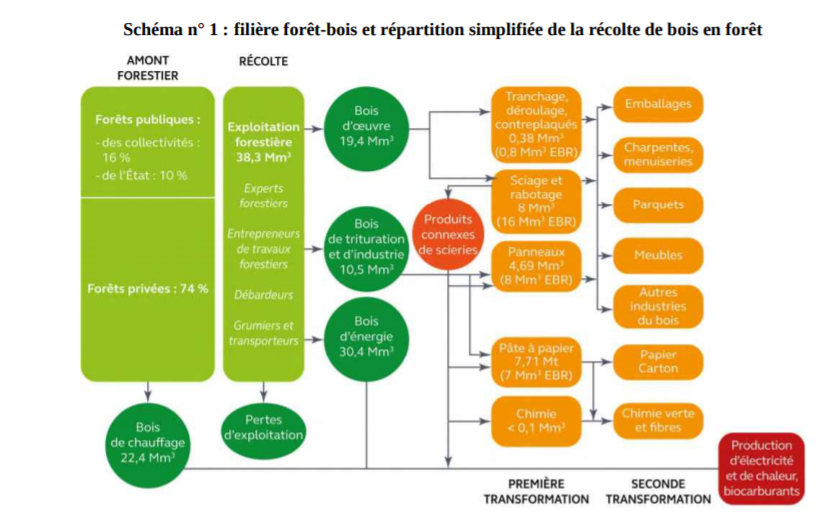 Schéma n° 1 : filière forêt-bois et répartition simplifiée de la récolte de bois en forêt
AMONT
FORESTIER
RÉCOLTE
Forêts publiques :
- des collectivités :
16 %
- de l'État : 10 %
Forêts privées : 74 %
Exploitation
forestière
38,3 Mm³
Experts
forestiers
Entrepreneurs
de travaux
forestiers
Débardeurs
Grumiers et
transporteurs
Bois
d'œuvre
19,4 Mm³
Bois
de trituration
et d'industrie
10,5 Mm³
Bois
d'énergie
30,4 Mm³
Produits
connexes
de scieries
Tranchage,
déroulage,
contreplaqués
0,38 Mm³
(0,8 Mm³ EBR)
Sciage et
rabotage
8 Mm³
(16 Mm³ EBR)
Panneaux
4,69 Mm³
(8 Mm³ EBR)
Pâte à papier
7,71 Mt
(7 Mm³ EBR)
Chimie
< 0,1 Mm³
Emballages
Charpentes,
menuiseries
Parquets
Meubles
Autres
industries
du bois
Papier
Carton
Chimie verte
et fibres
Bois
de chauffage
22,4 Mm³
Pertes
d'exploitation
Production
d'électricité
et de chaleur,
biocarburants
PREMIÈRE
TRANSFORMATION
SECONDE
TRANSFORMATION